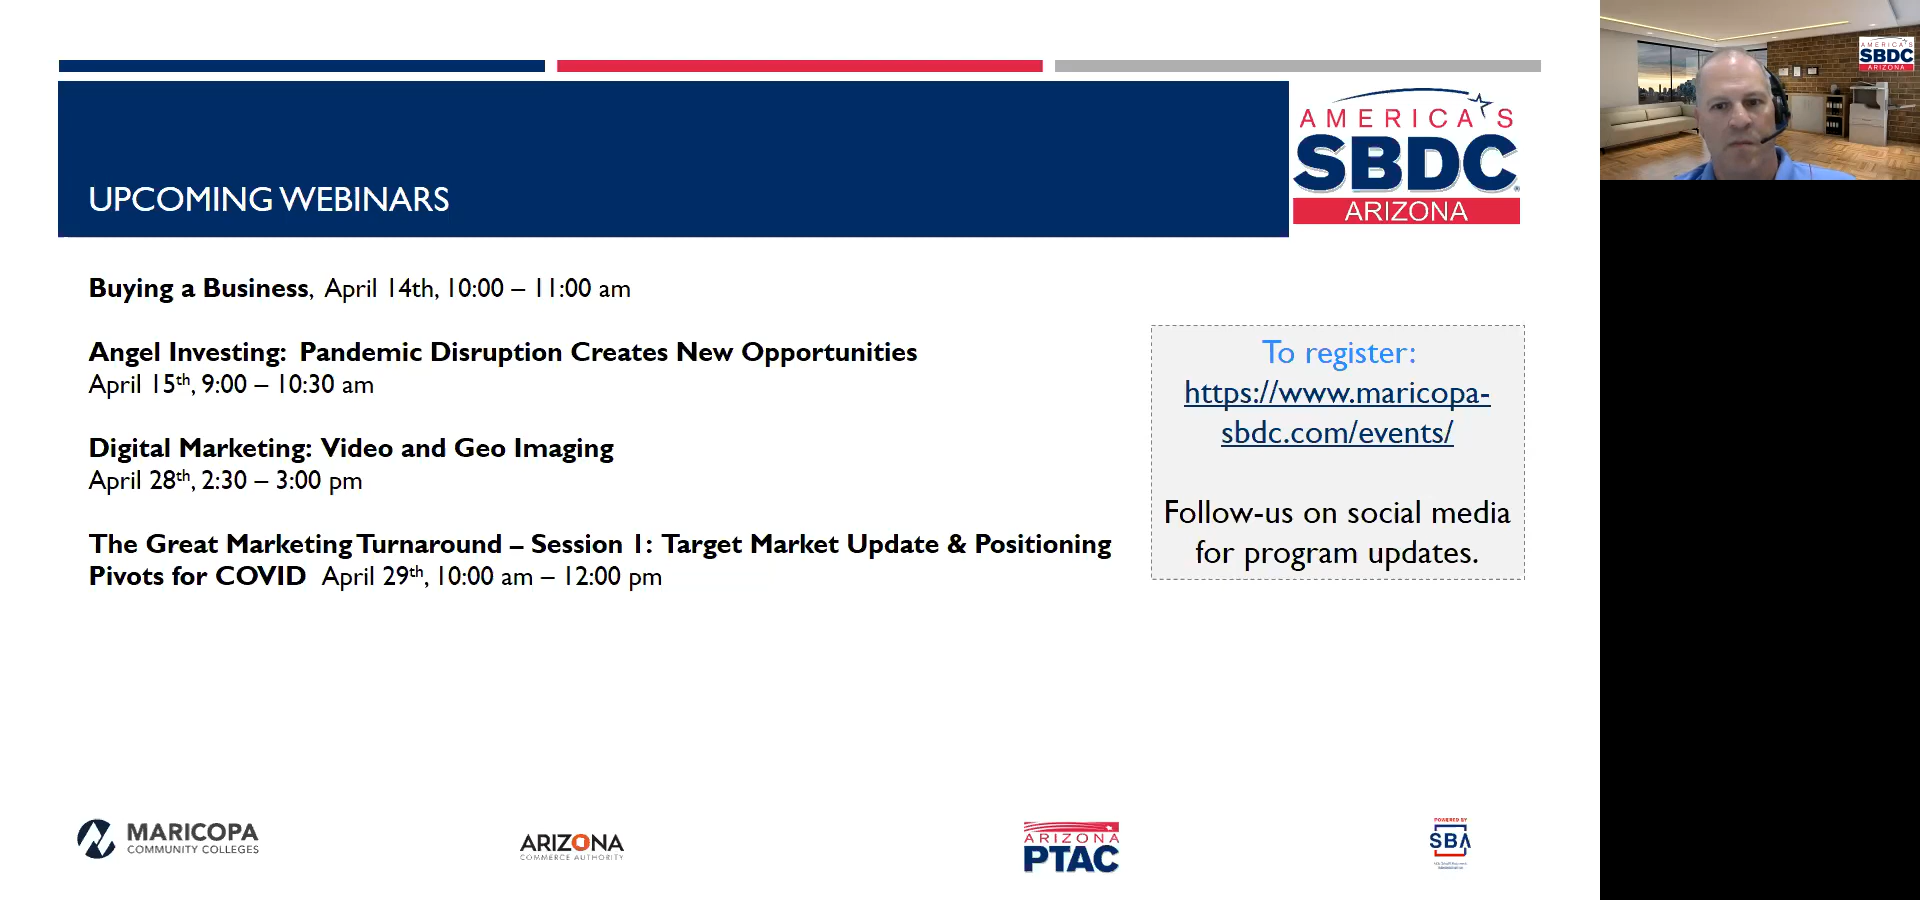 UPCOMING WEBINARS
AMERICA'S
SBDC
ARIZONA
Buying a Business, April 14th, 10:00 – 11:00 am
Angel Investing: Pandemic Disruption Creates New Opportunities
April 15th, 9:00 – 10:30 am
Digital Marketing: Video and Geo Imaging
April 28th, 2:30 – 3:00 pm
The Great Marketing Turnaround – Session 1: Target Market Update & Positioning
Pivots for COVID April 29th, 10:00 am – 12:00 pm
To register:
https://www.maricopa-
sbdc.com/events/
Follow-us on social media
for program updates.
MARICOPA
COMMUNITY COLLEGES
ARIZONA
COMMERCE AUTHORITY
ARIZONA
PTAC
POWERED BY
SBA
AMERICA'S
SBDC
ARIZONA